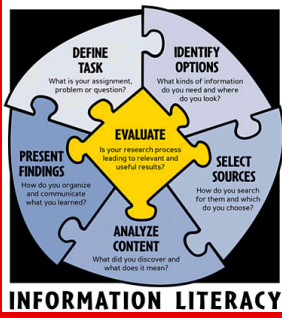 DEFINE
TASK
What is your assignment,
problem or question?
IDENTIFY
OPTIONS
What kinds of information
do you need and where
do you look?
EVALUATE
Is your research process
leading to relevant and
useful results?
SELECT
SOURCES
How do you search
for them and which
do you choose?
ANALYZE
CONTENT
What did you discover and
what does it mean?
PRESENT
FINDINGS
How do you organize
and communicate
what you learned?
INFORMATION LITERACY